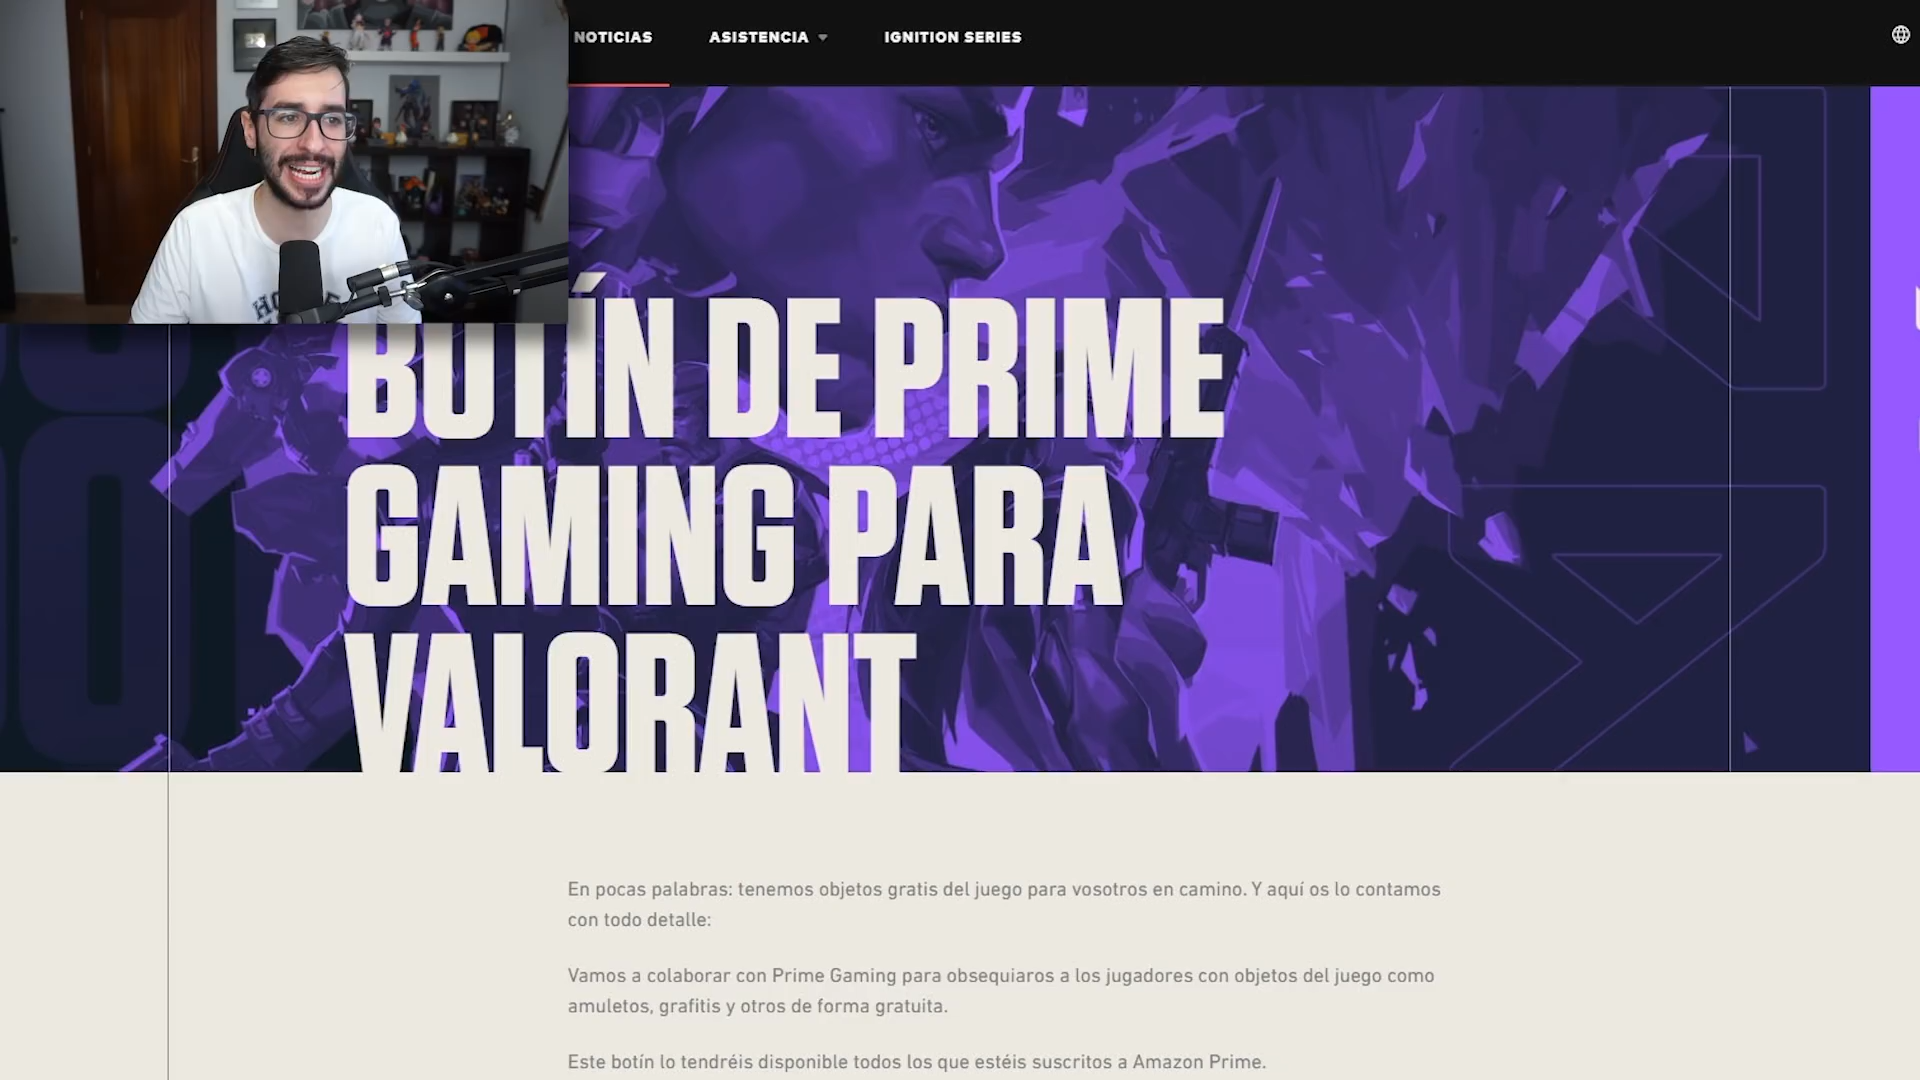 NOTICIAS
ASISTENCIA
IGNITION SERIES
BOTÍN DE PRIME
GAMING PARA
VALORANT
En pocas palabras: tenemos objetos gratis del juego para vosotros en camino. Y aquí os lo contamos
con todo detalle:
Vamos a colaborar con Prime Gaming para obsequiaros a los jugadores con objetos del juego como
amuletos, grafitis y otros de forma gratuita.
Este botín lo tendréis disponible todos los que estéis suscritos a Amazon Prime.